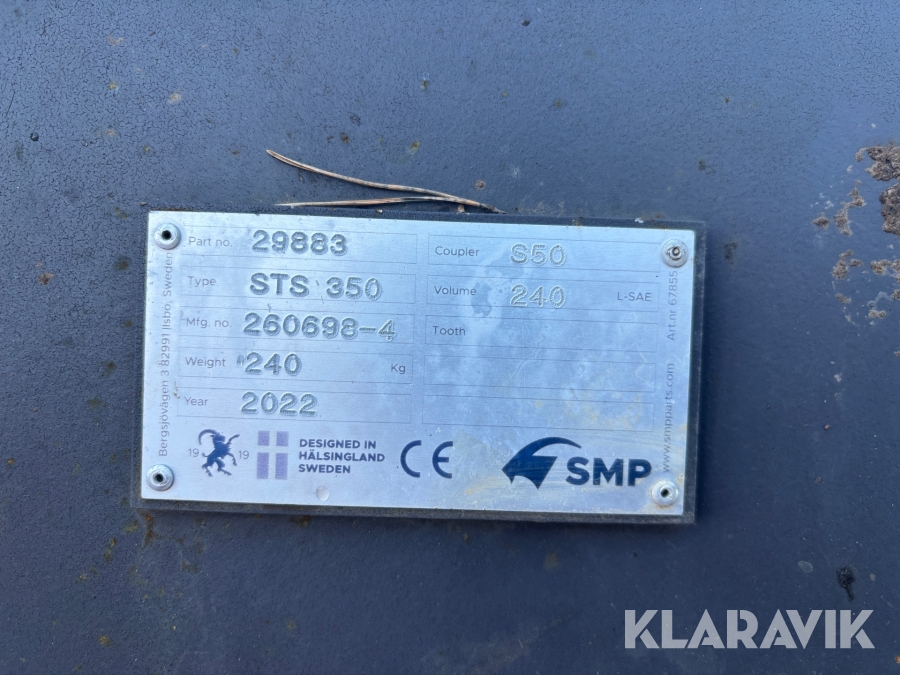 Part no. 29883
Type STS 350
Mfg. no. 260698-4
Weight 240 Kg
Year 2022
Coupler S50
Volume 240 L-SAE
Tooth
Bergsjövägen 3 82991 Ilsbo, Sweden
www.smpparts.com Art.nr 67855
19 19
DESIGNED IN
HÄLSINGLAND
SWEDEN
CE
SMP
KLARAVIK